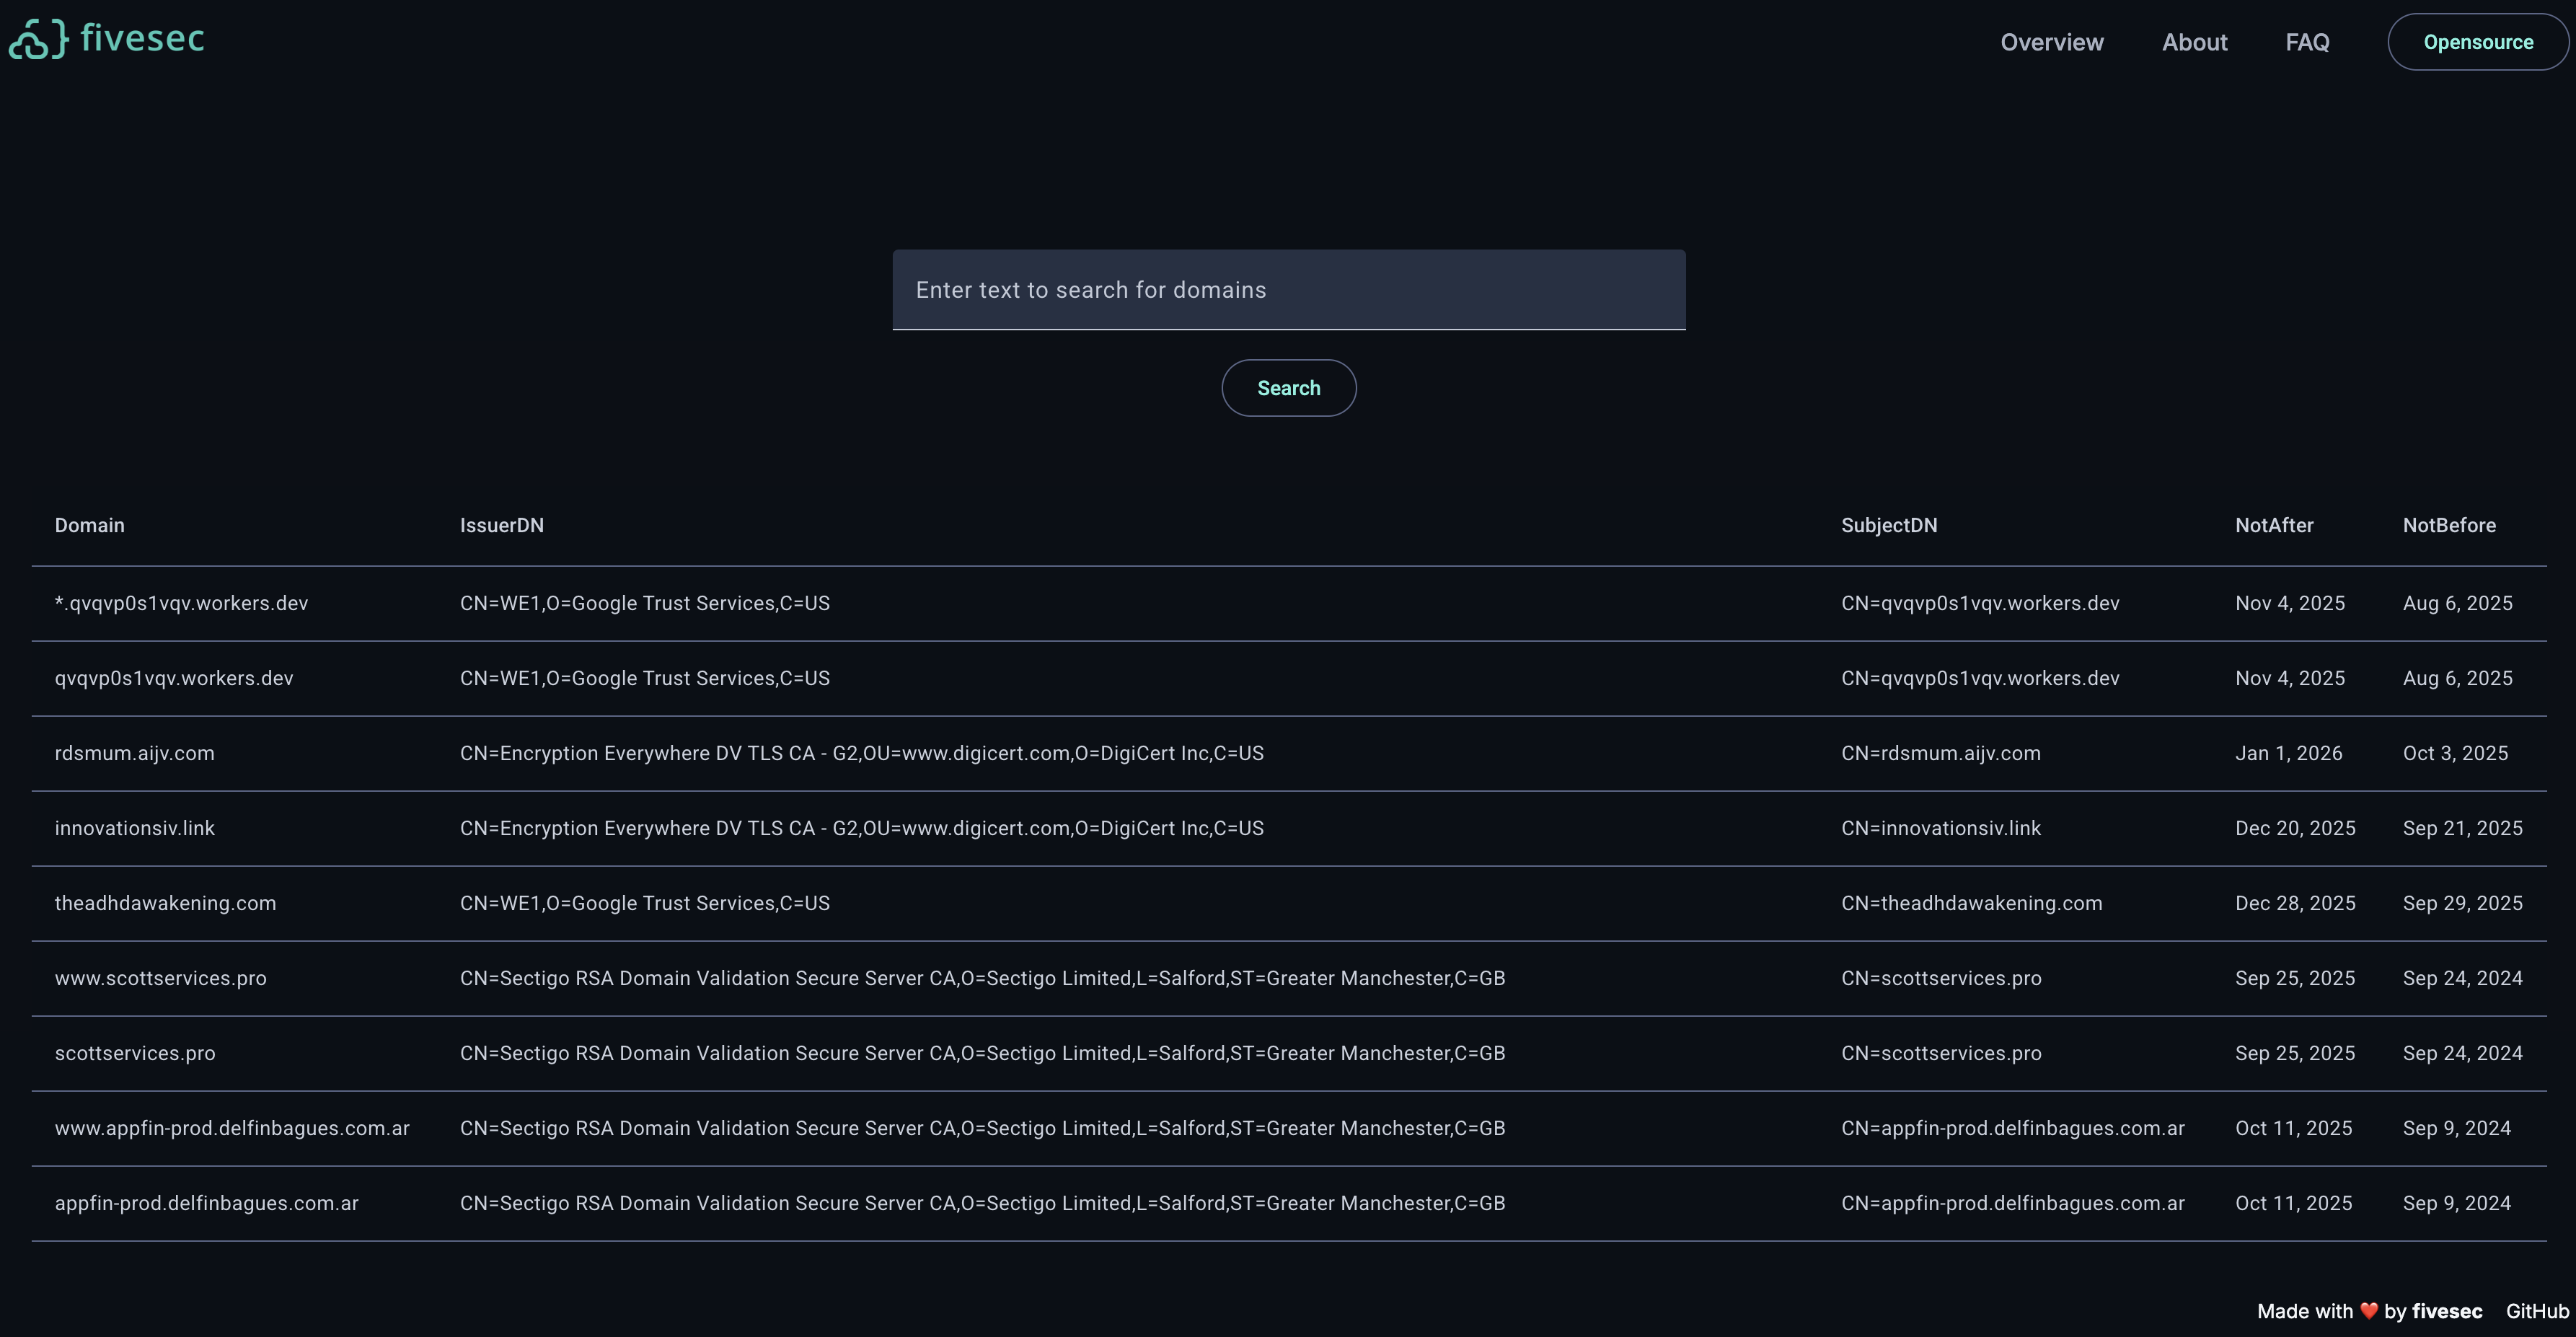 fivesec
Overview About FAQ Opensource
Enter text to search for domains
Search
Domain IssuerDN SubjectDN NotAfter NotBefore
*.qvqvp0s1vqv.workers.dev CN=WE1,O=Google Trust Services,C=US CN=qvqvp0s1vqv.workers.dev Nov 4, 2025 Aug 6, 2025
qvqvp0s1vqv.workers.dev CN=WE1,O=Google Trust Services,C=US CN=qvqvp0s1vqv.workers.dev Nov 4, 2025 Aug 6, 2025
rdsmum.aijv.com CN=Encryption Everywhere DV TLS CA - G2,OU=www.digicert.com,O=DigiCert Inc,C=US CN=rdsmum.aijv.com Jan 1, 2026 Oct 3, 2025
innovationsiv.link CN=Encryption Everywhere DV TLS CA - G2,OU=www.digicert.com,O=DigiCert Inc,C=US CN=innovationsiv.link Dec 20, 2025 Sep 21, 2025
theadhdawakening.com CN=WE1,O=Google Trust Services,C=US CN=theadhdawakening.com Dec 28, 2025 Sep 29, 2025
www.scottservices.pro CN=Sectigo RSA Domain Validation Secure Server CA,O=Sectigo Limited,L=Salford,ST=Greater Manchester,C=GB CN=scottservices.pro Sep 25, 2025 Sep 24, 2024
scottservices.pro CN=Sectigo RSA Domain Validation Secure Server CA,O=Sectigo Limited,L=Salford,ST=Greater Manchester,C=GB CN=scottservices.pro Sep 25, 2025 Sep 24, 2024
www.appfin-prod.delfinbagues.com.ar CN=Sectigo RSA Domain Validation Secure Server CA,O=Sectigo Limited,L=Salford,ST=Greater Manchester,C=GB CN=appfin-prod.delfinbagues.com.ar Oct 11, 2025 Sep 9, 2024
appfin-prod.delfinbagues.com.ar CN=Sectigo RSA Domain Validation Secure Server CA,O=Sectigo Limited,L=Salford,ST=Greater Manchester,C=GB CN=appfin-prod.delfinbagues.com.ar Oct 11, 2025 Sep 9, 2024
Made with ❤️ by fivesec GitHub